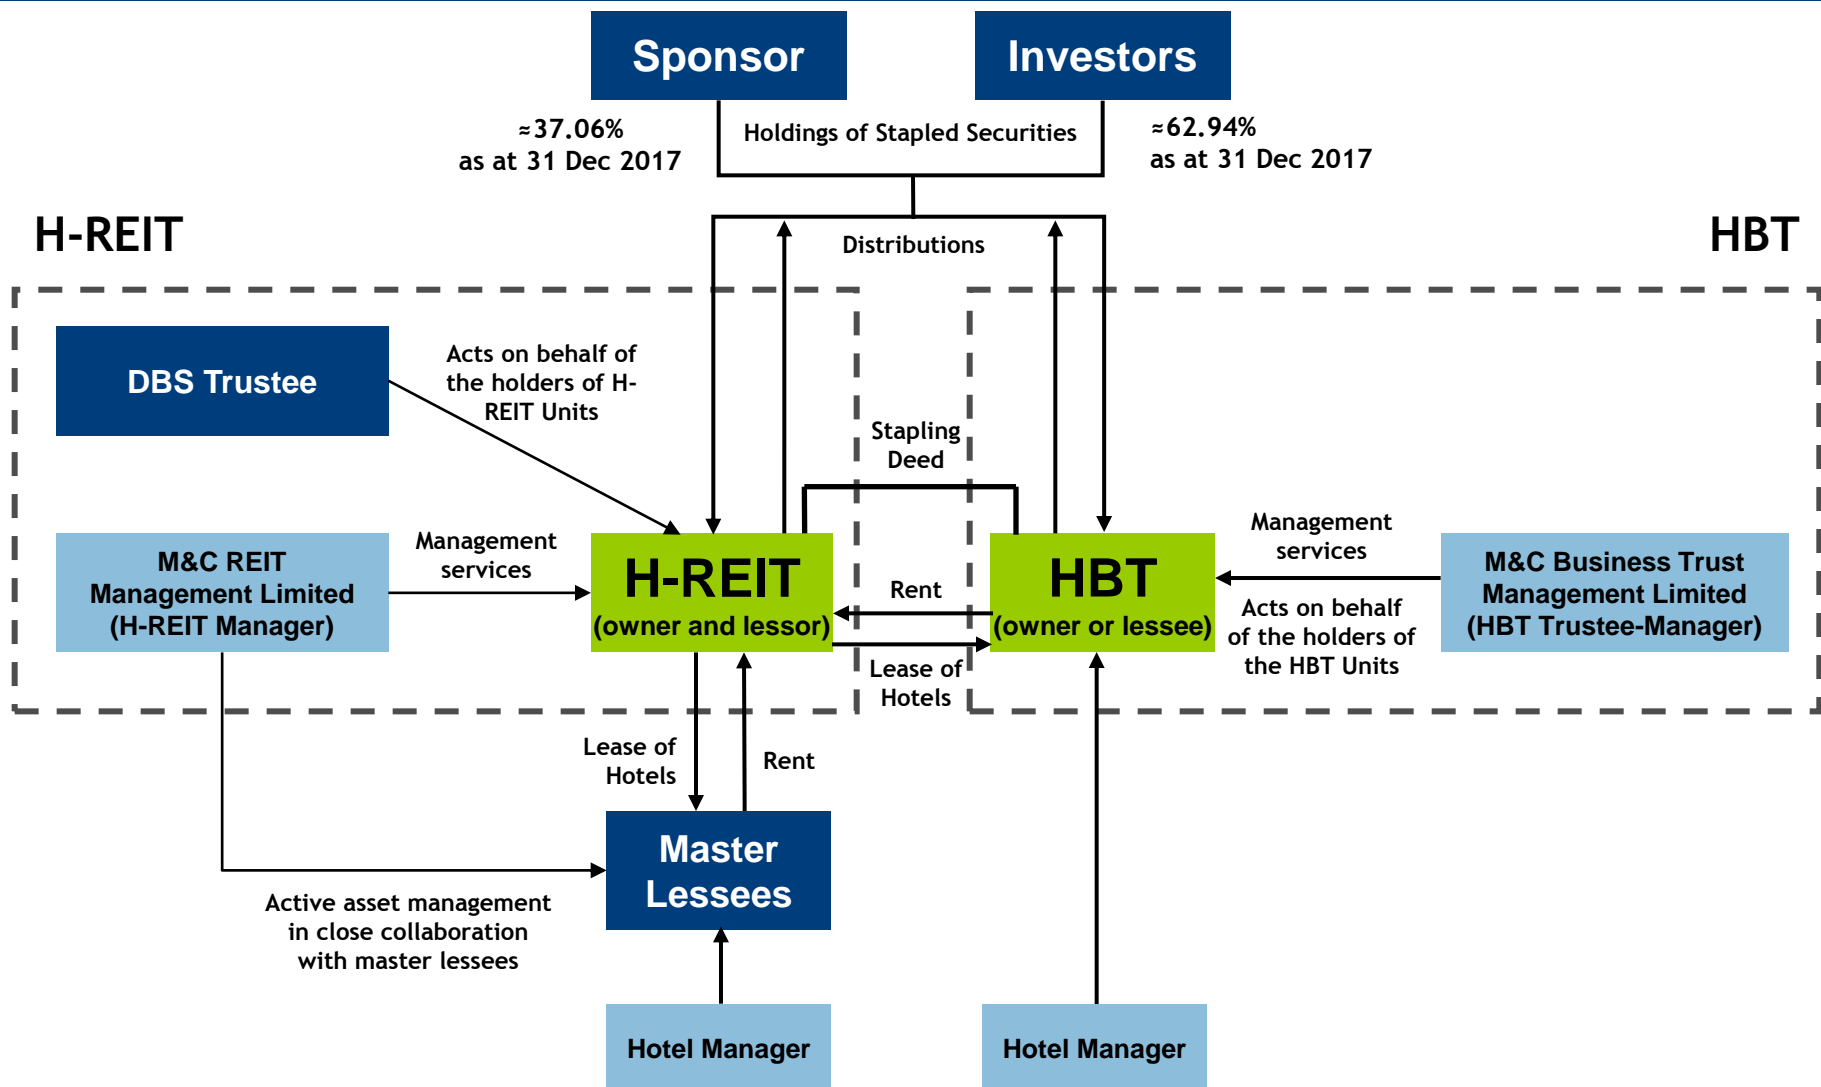 Sponsor
Investors
≈37.06%
as at 31 Dec 2017
Holdings of Stapled Securities
≈62.94%
as at 31 Dec 2017
H-REIT
Distributions
HBT
DBS Trustee
Acts on behalf of
the holders of H-
REIT Units
Stapling
Deed
M&C REIT
Management Limited
(H-REIT Manager)
Management
services
H-REIT
(owner and lessor)
Rent
Lease of
Hotels
HBT
(owner or lessee)
Management
services
Acts on behalf
of the holders of
the HBT Units
M&C Business Trust
Management Limited
(HBT Trustee-Manager)
Lease of
Hotels
Rent
Master
Lessees
Active asset management
in close collaboration
with master lessees
Hotel Manager
Hotel Manager